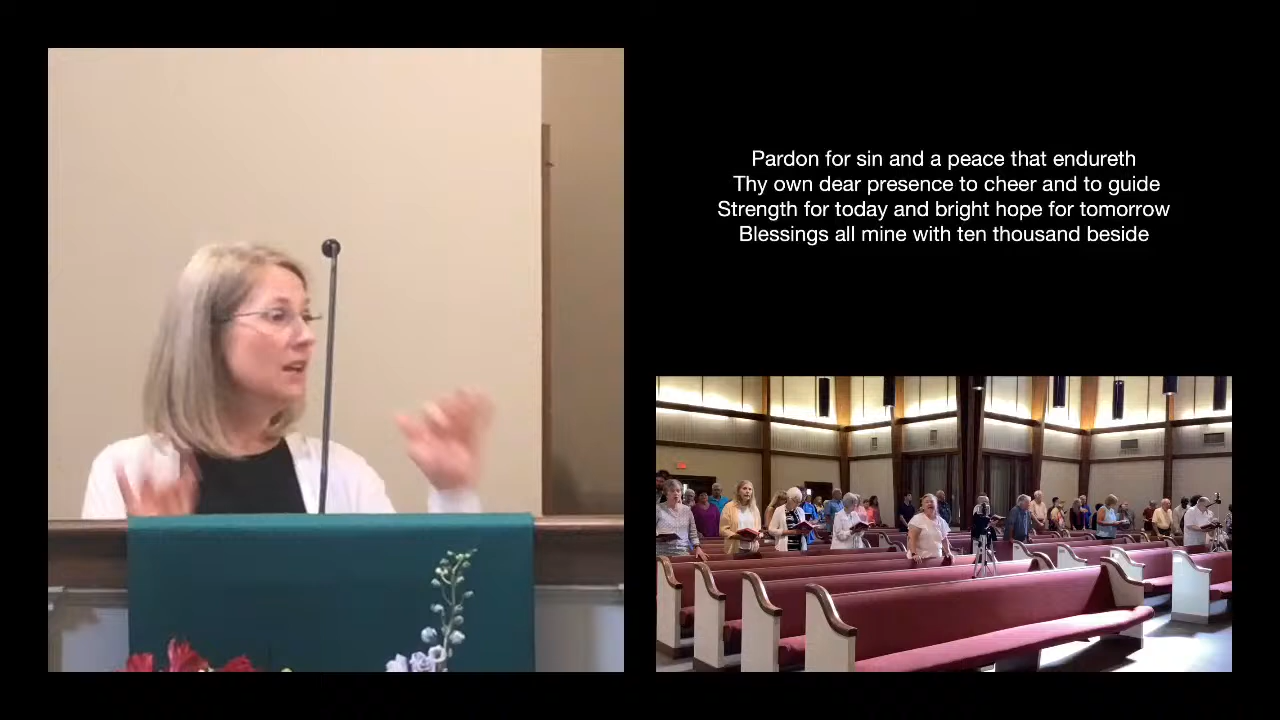 Pardon for sin and a peace that endureth
Thy own dear presence to cheer and to guide
Strength for today and bright hope for tomorrow
Blessings all mine with ten thousand beside